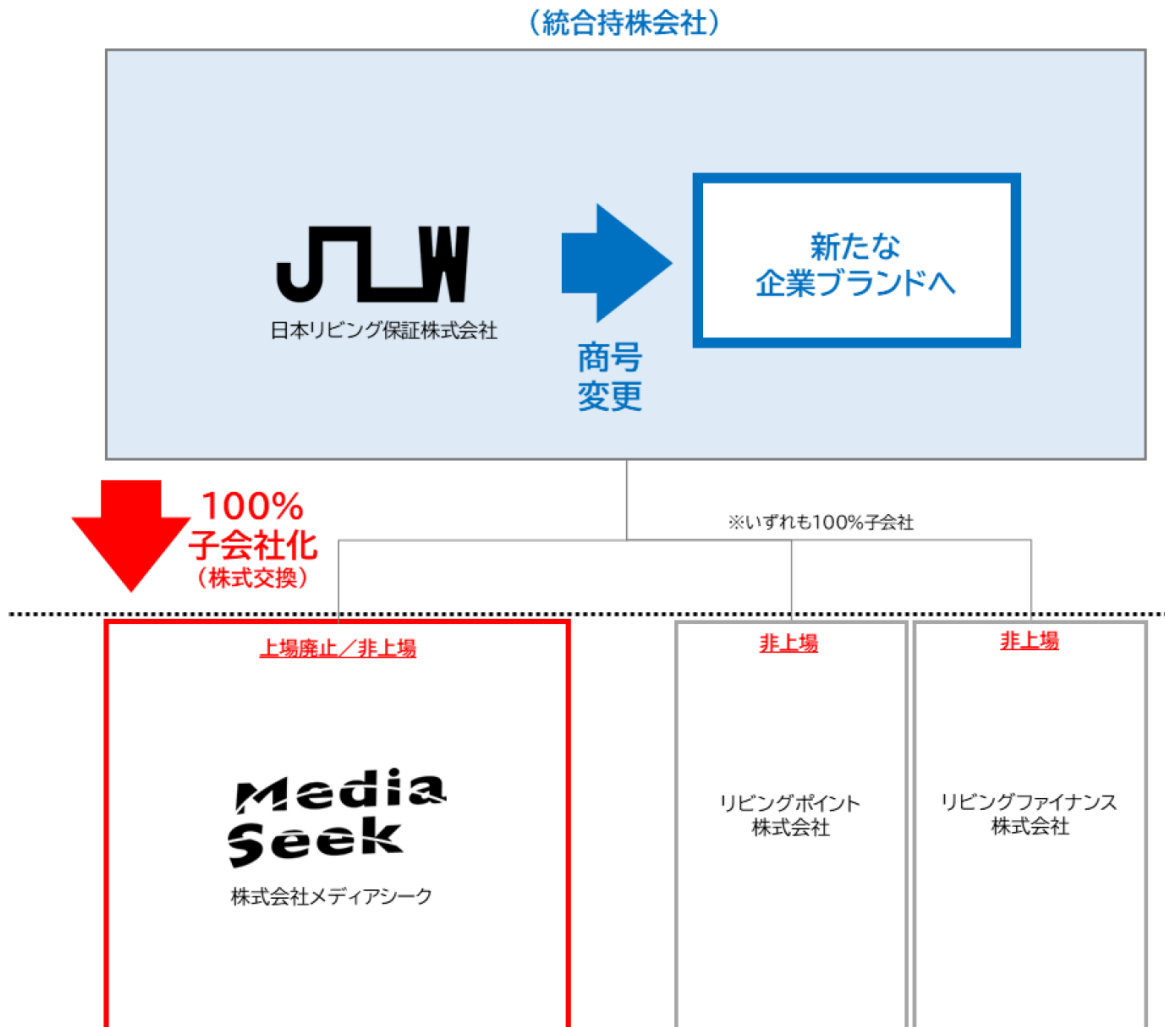 （統合持株会社）
新たな
企業ブランドへ
JLW
日本リビング保証株式会社
商号
変更
100%
子会社化
（株式交換）
※いずれも100%子会社
上場廃止／非上場
非上場
非上場
Media
Seek
株式会社メディアシーク
リビングポイント
株式会社
リビングファイナンス
株式会社